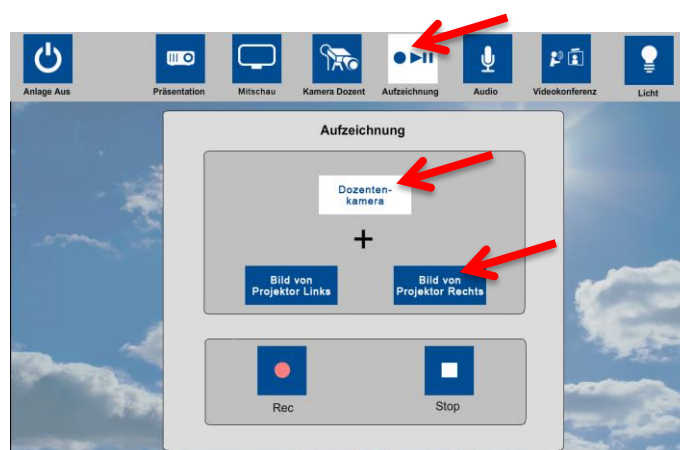 Anlage Aus
Präsentation
Mitschau
Kamera Dozent
Aufzeichnung
Audio
Videokonferenz
Licht
Aufzeichnung
Dozenten-
kamera
+
Bild von
Projektor Links
Bild von
Projektor Rechts
Rec
Stop